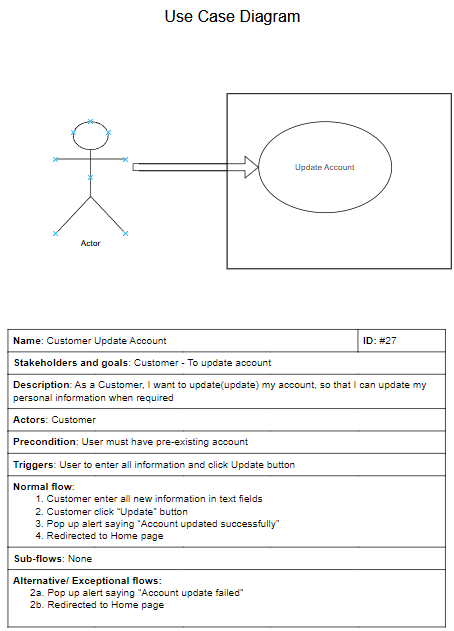 Use Case Diagram
Update Account
Actor
Name: Customer Update Account
ID: #27
Stakeholders and goals: Customer - To update account
Description: As a Customer, I want to update(update) my account, so that I can update my
personal information when required
Actors: Customer
Precondition: User must have pre-existing account
Triggers: User to enter all information and click Update button
Normal flow:
1. Customer enter all new information in text fields
2. Customer click "Update" button
3. Pop up alert saying "Account updated successfully"
4. Redirected to Home page
Sub-flows: None
Alternative/ Exceptional flows:
2a. Pop up alert saying "Account update failed"
2b. Redirected to Home page